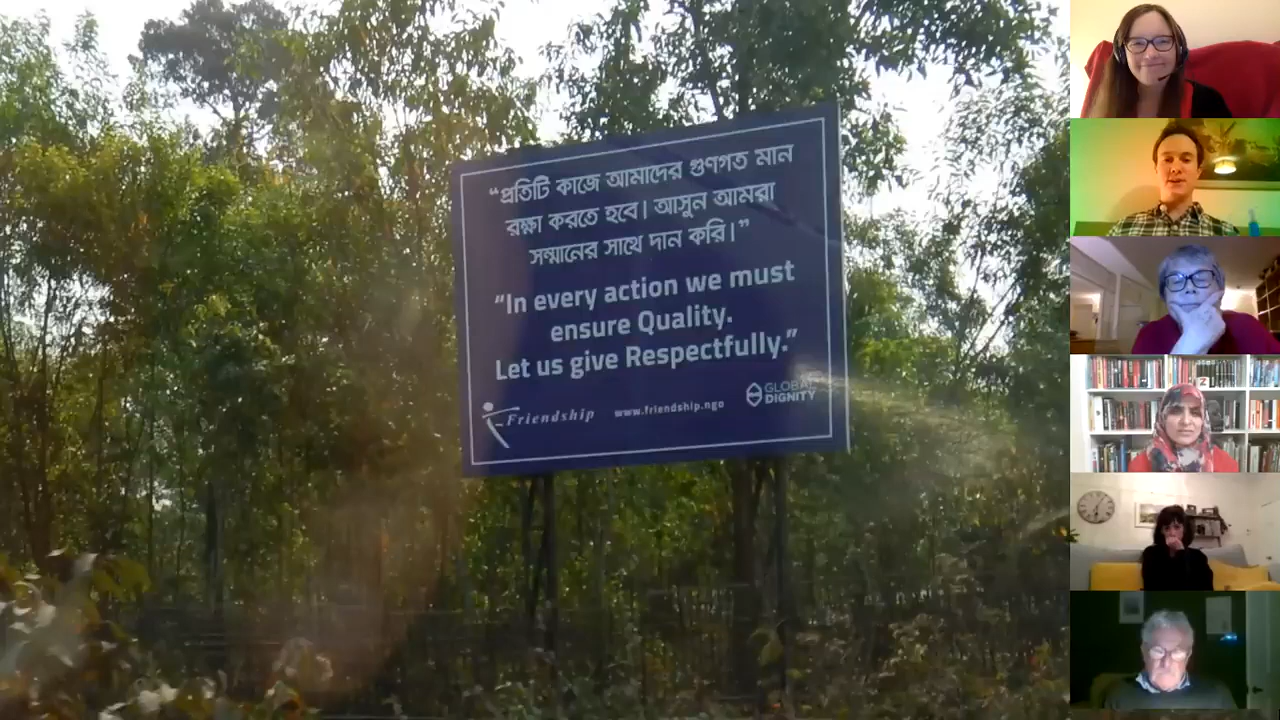 “প্রতিটি কাজে আমাদের গুণগত মান
রক্ষা করতে হবে। আসুন আমরা
সম্মানের সাথে দান করি।”
“In every action we must
ensure Quality.
Let us give Respectfully.”
Friendship www.friendship.ngo GLOBAL
DIGNITY